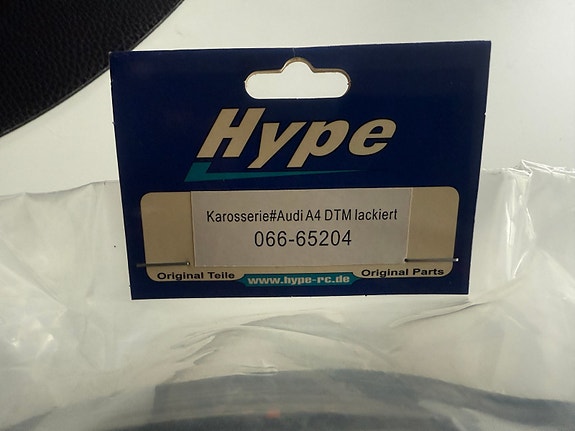 Hype
Karosserie#Audi A4 DTM lackiert
066-65204
Original Teile
www.hype-rc.de
Original Parts